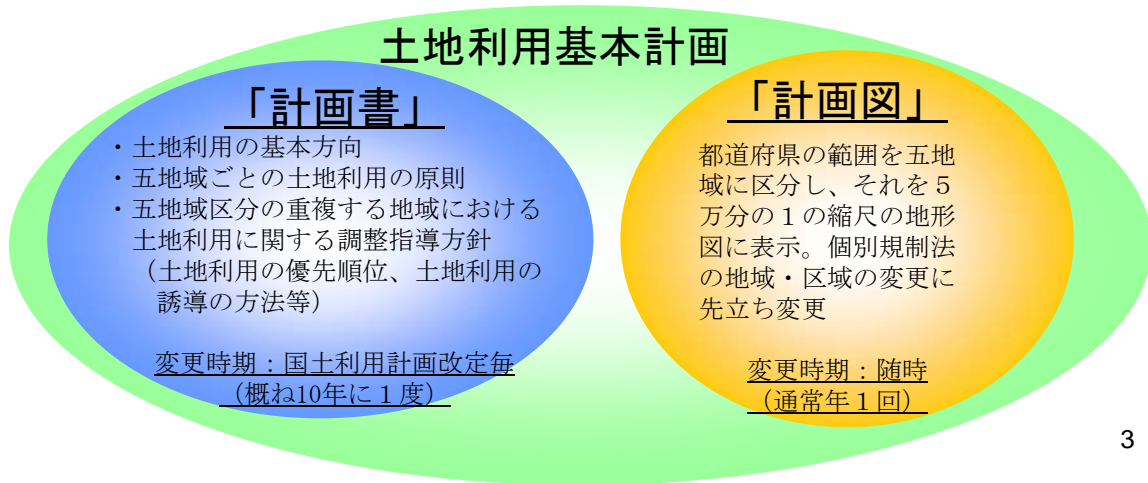 土地利用基本計画
「計画書」
・土地利用の基本方向
・五地域ごとの土地利用の原則
・五地域区分の重複する地域における
土地利用に関する調整指導方針
（土地利用の優先順位、土地利用の
誘導の方法等）
変更時期：国土利用計画改定毎
（概ね10年に１度）
「計画図」
都道府県の範囲を五地
域に区分し、それを５
万分の１の縮尺の地形
図に表示。個別規制法
の地域・区域の変更に
先立ち変更
変更時期：随時
（通常年１回）
3